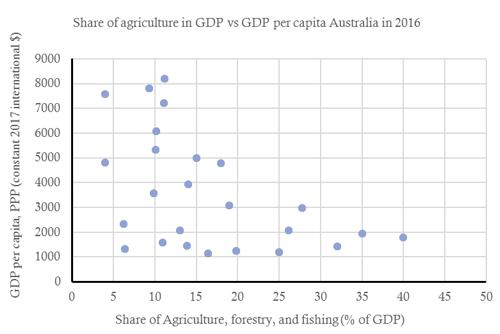 Share of agriculture in GDP vs GDP per capita Australia in 2016
GDP per capita, PPP (constant 2017 international $)
9000
8000
7000
6000
5000
4000
3000
2000
1000
0
0 5 10 15 20 25 30 35 40 45 50
Share of Agriculture, forestry, and fishing (% of GDP)